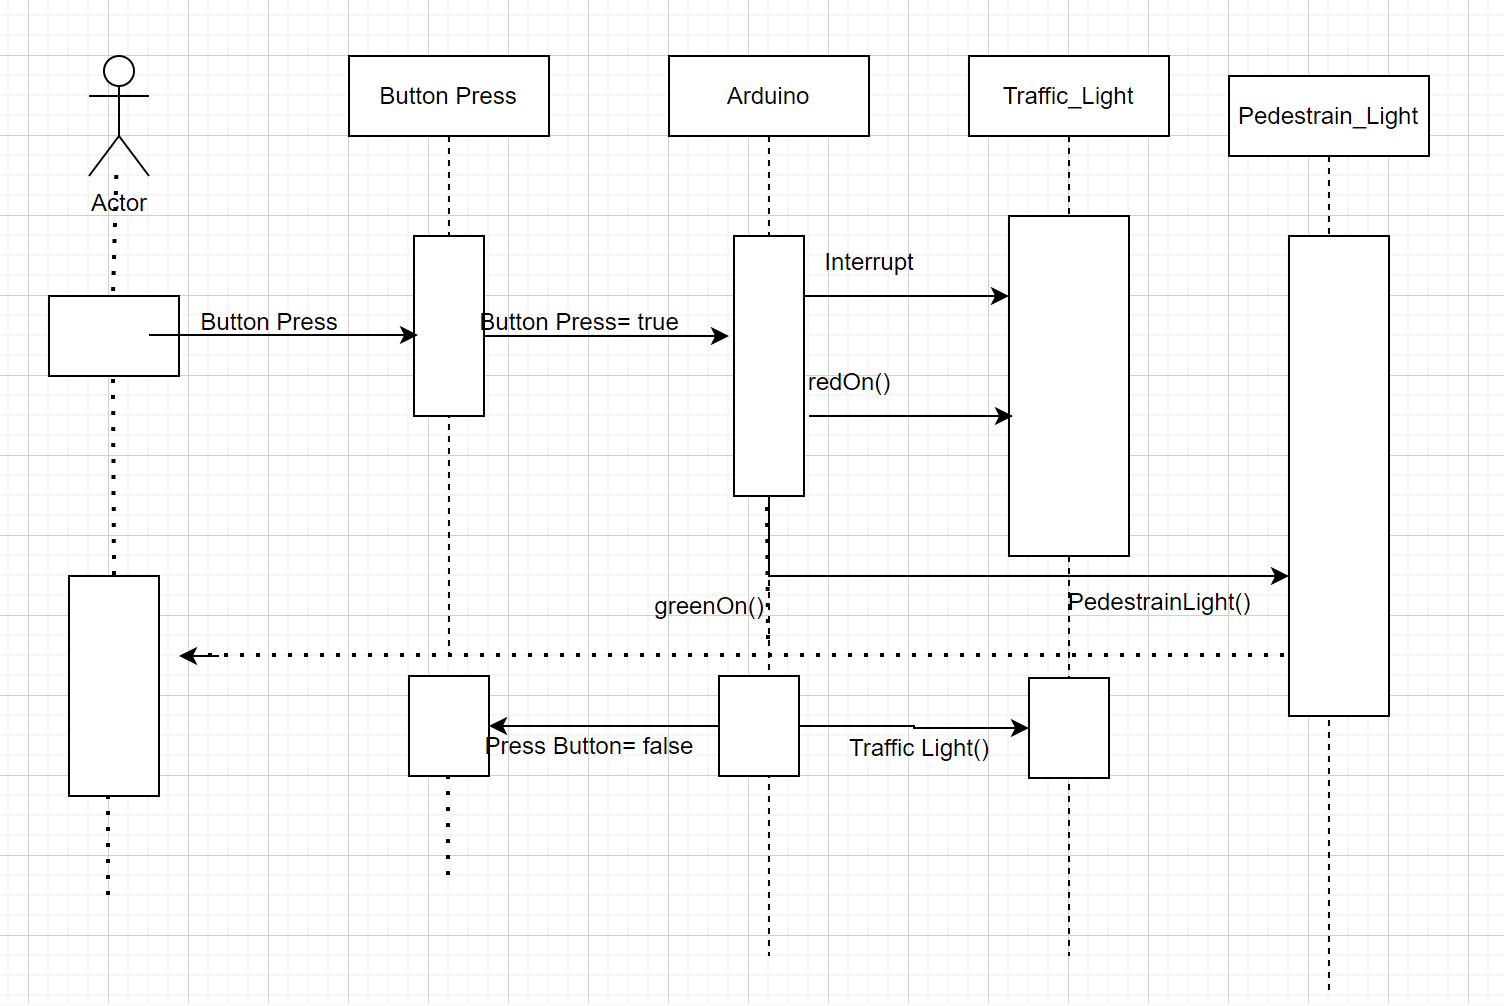 Actor
Button Press
Arduino
Traffic_Light
Pedestrain_Light
Interrupt
Button Press
Button Press= true
redOn()
greenOn()
PedestrainLight()
Press Button= false
Traffic Light()